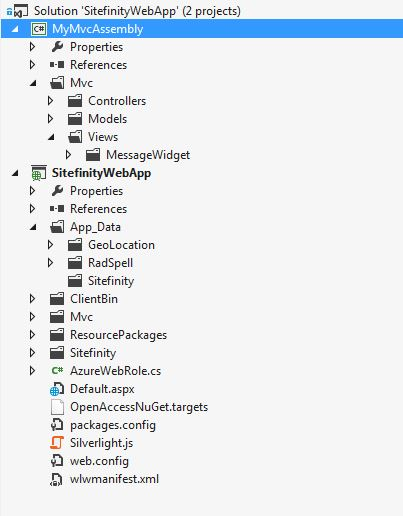 Solution 'SitefinityWebApp' (2 projects)
C# MyMvcAssembly
Properties
References
Mvc
Controllers
Models
Views
MessageWidget
SitefinityWebApp
Properties
References
App_Data
GeoLocation
RadSpell
Sitefinity
ClientBin
Mvc
ResourcePackages
Sitefinity
C# AzureWebRole.cs
Default.aspx
OpenAccessNuGet.targets
packages.config
Silverlight.js
web.config
wlwmanifest.xml